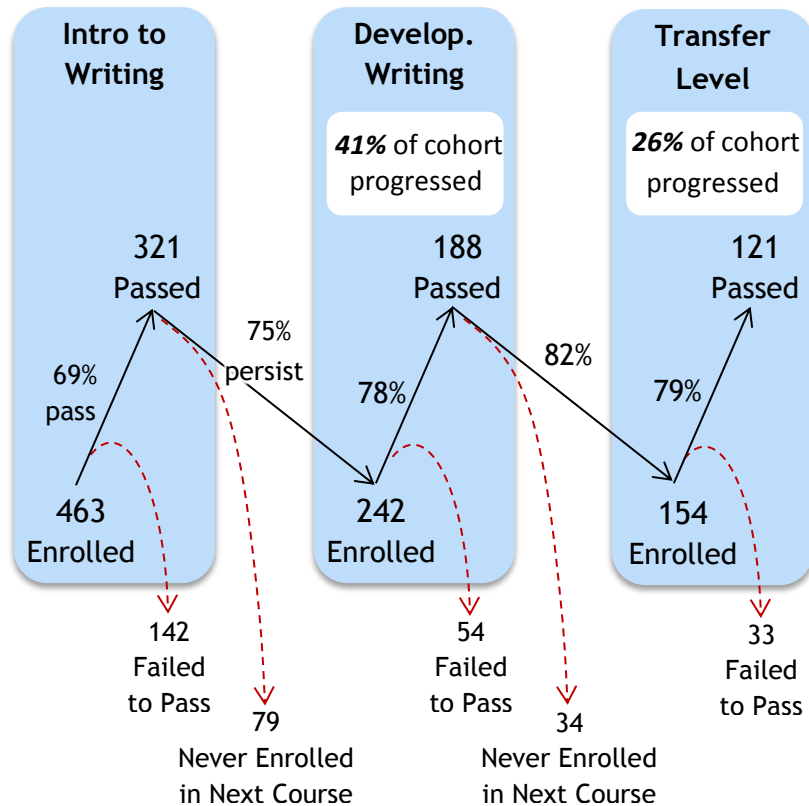 Intro to
Writing
Develop.
Writing
Transfer
Level
41% of cohort
progressed
26% of cohort
progressed
321
Passed
188
Passed
121
Passed
69%
pass
75%
persist
78%
82%
79%
463
Enrolled
242
Enrolled
154
Enrolled
142
Failed
to Pass
79
Never Enrolled
in Next Course
54
Failed
to Pass
34
Never Enrolled
in Next Course
33
Failed
to Pass